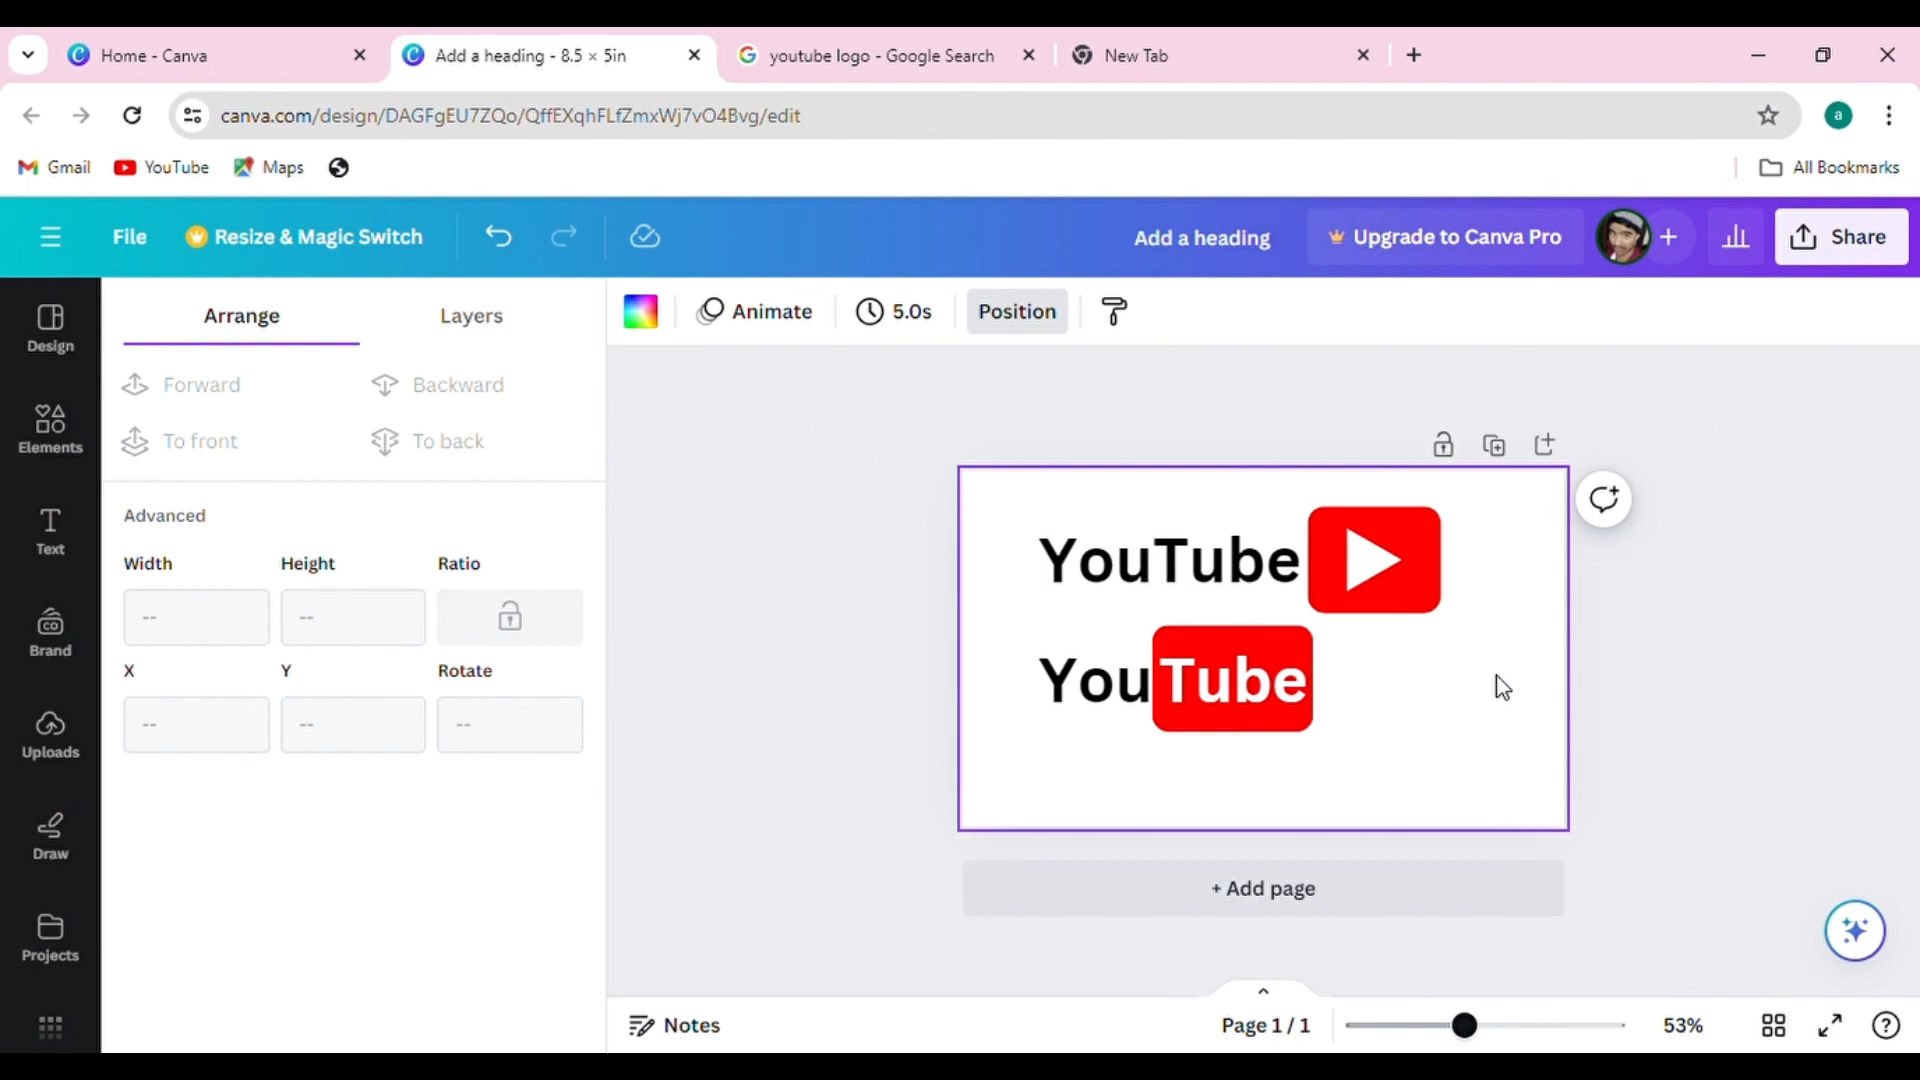 Home - Canva
Add a heading - 8.5 × 5in
youtube logo - Google Search
New Tab
canva.com/design/DAGFgEU7ZQo/QffEXqhFLfZmxWj7vO4Bvg/edit
a
Gmail
YouTube
Maps
All Bookmarks
File
Resize & Magic Switch
Add a heading
Upgrade to Canva Pro
Share
Design
Elements
Text
Brand
Uploads
Draw
Projects
Arrange
Layers
Forward
Backward
To front
To back
Advanced
Width
Height
Ratio
--
--
X
Y
Rotate
--
--
--
Animate
5.0s
Position
YouTube
YouTube
+ Add page
Notes
Page 1 / 1
53%